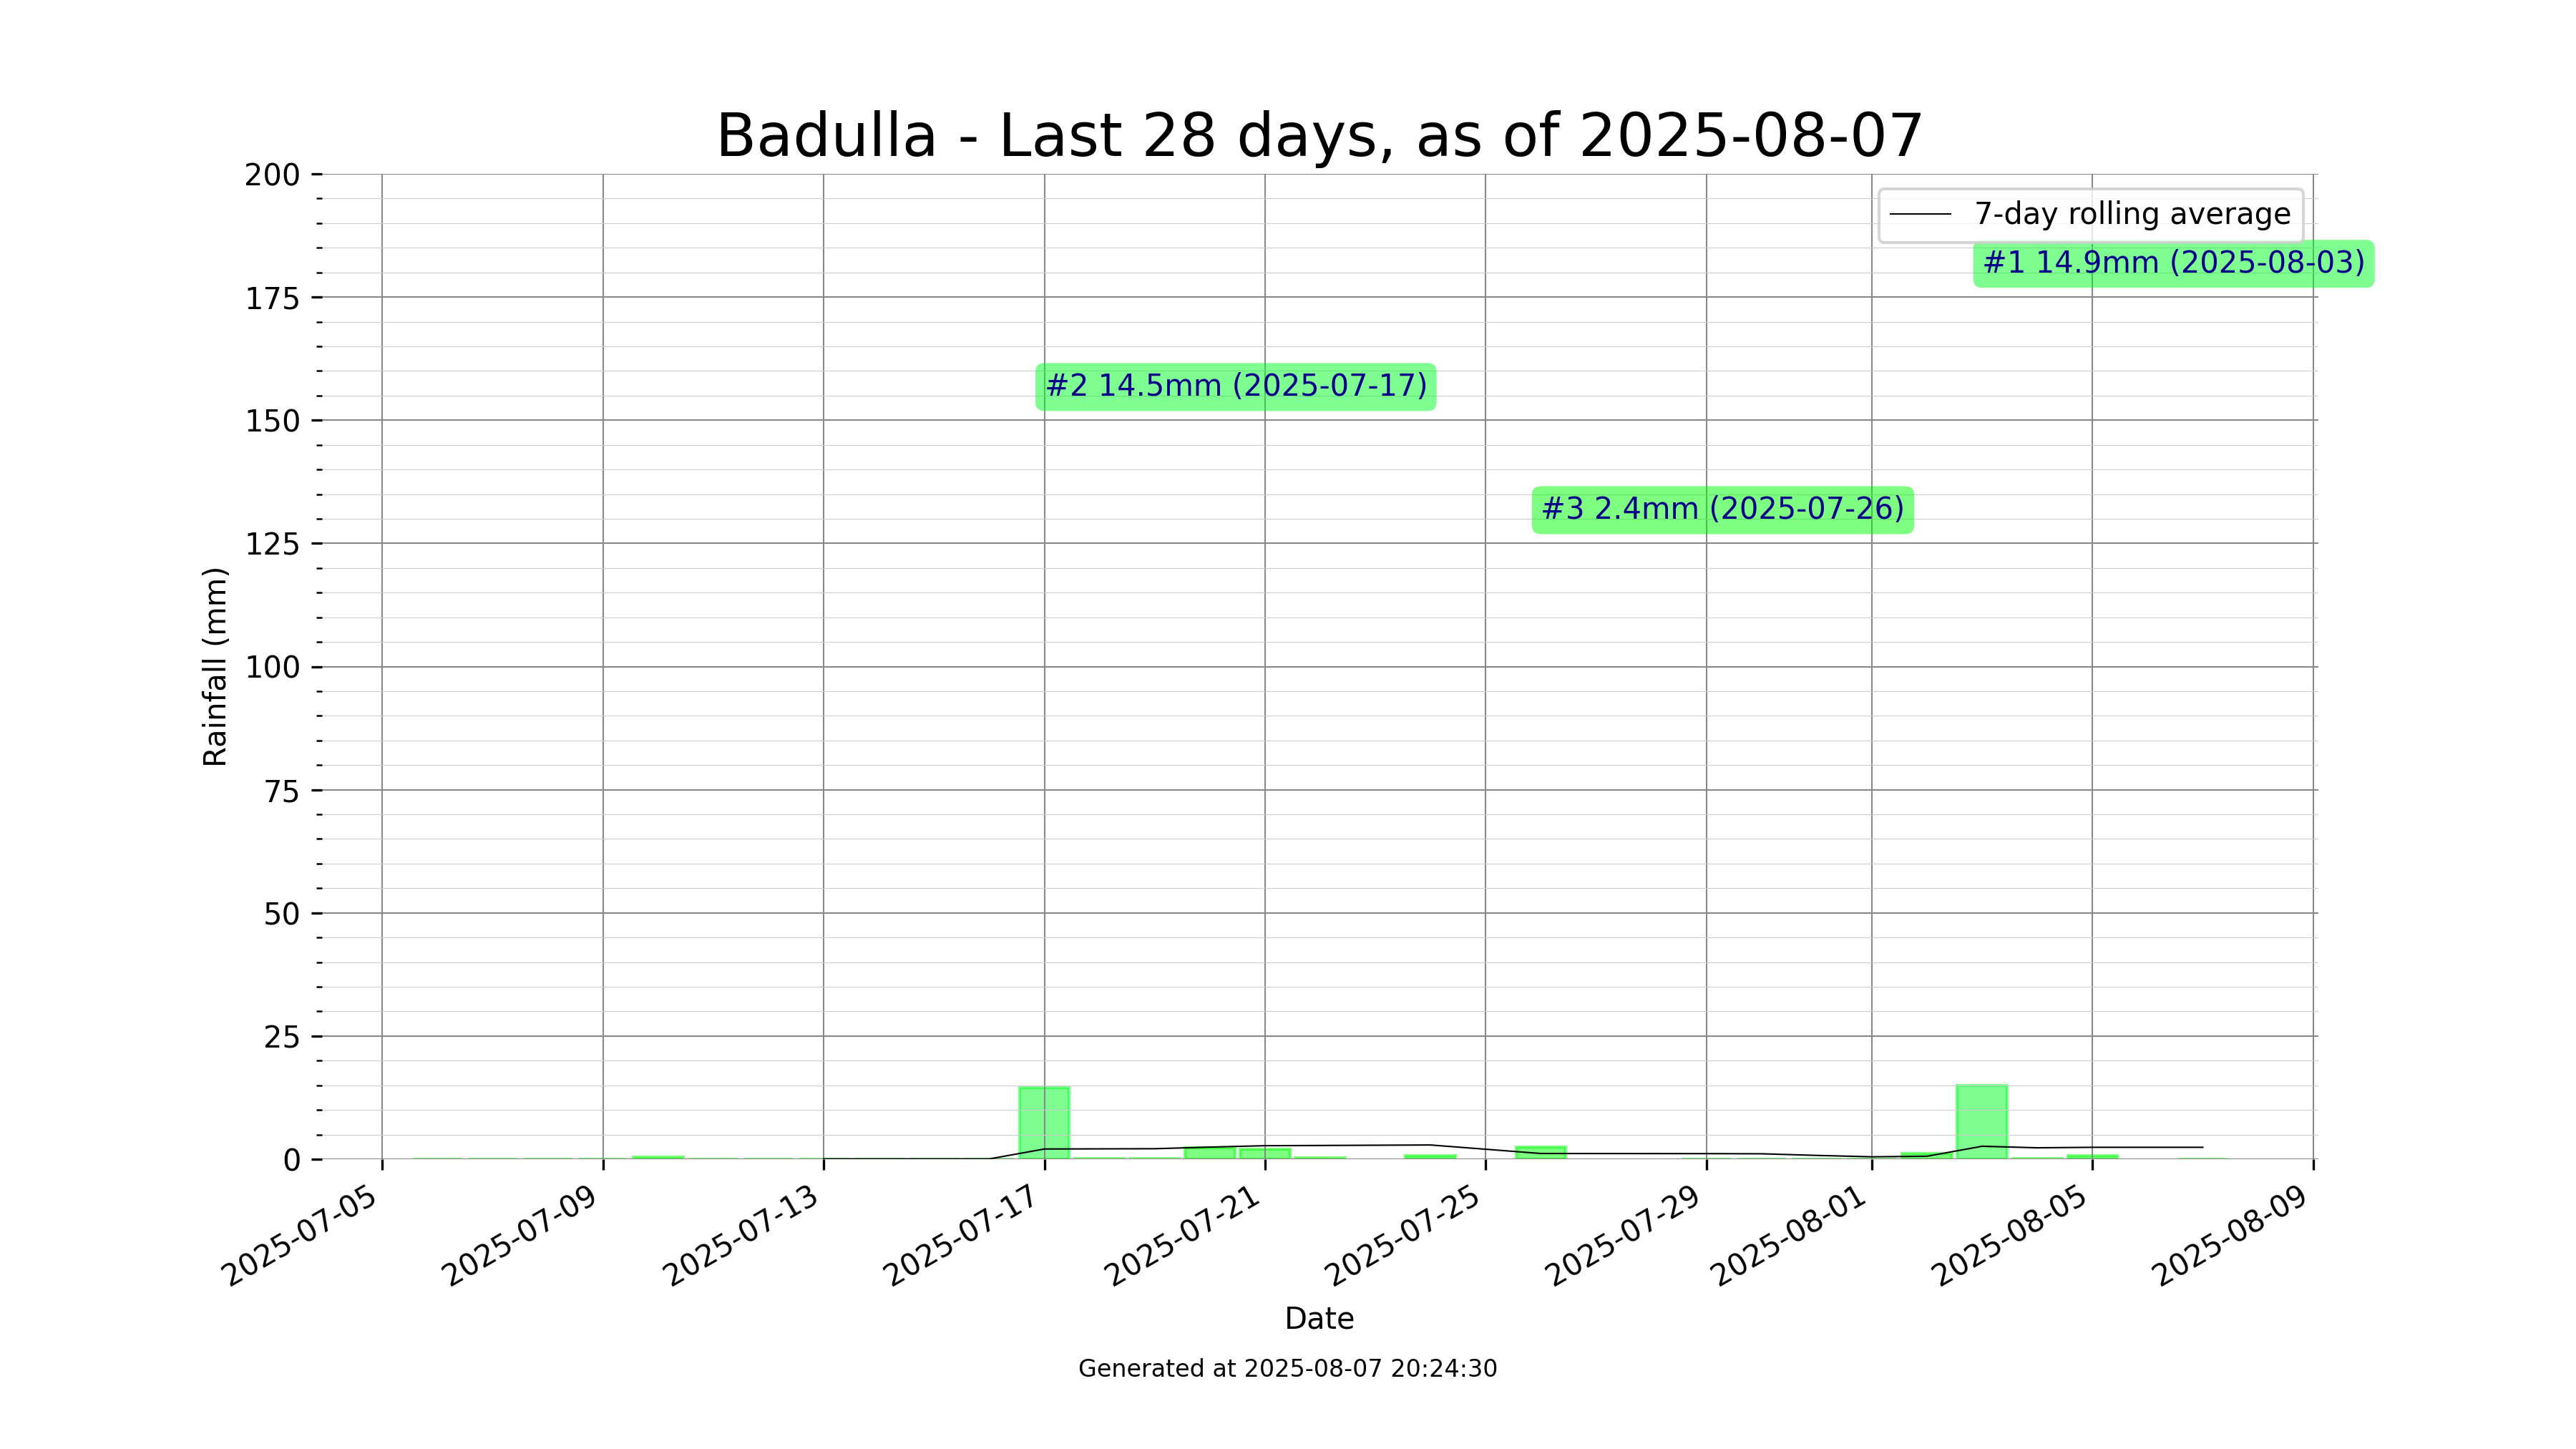 Badulla - Last 28 days, as of 2025-08-07
200
175
150
125
100
75
50
25
0
Rainfall (mm)
7-day rolling average
#1 14.9mm (2025-08-03)
#2 14.5mm (2025-07-17)
#3 2.4mm (2025-07-26)
2025-07-05
2025-07-09
2025-07-13
2025-07-17
2025-07-21
2025-07-25
2025-07-29
2025-08-01
2025-08-05
2025-08-09
Date
Generated at 2025-08-07 20:24:30